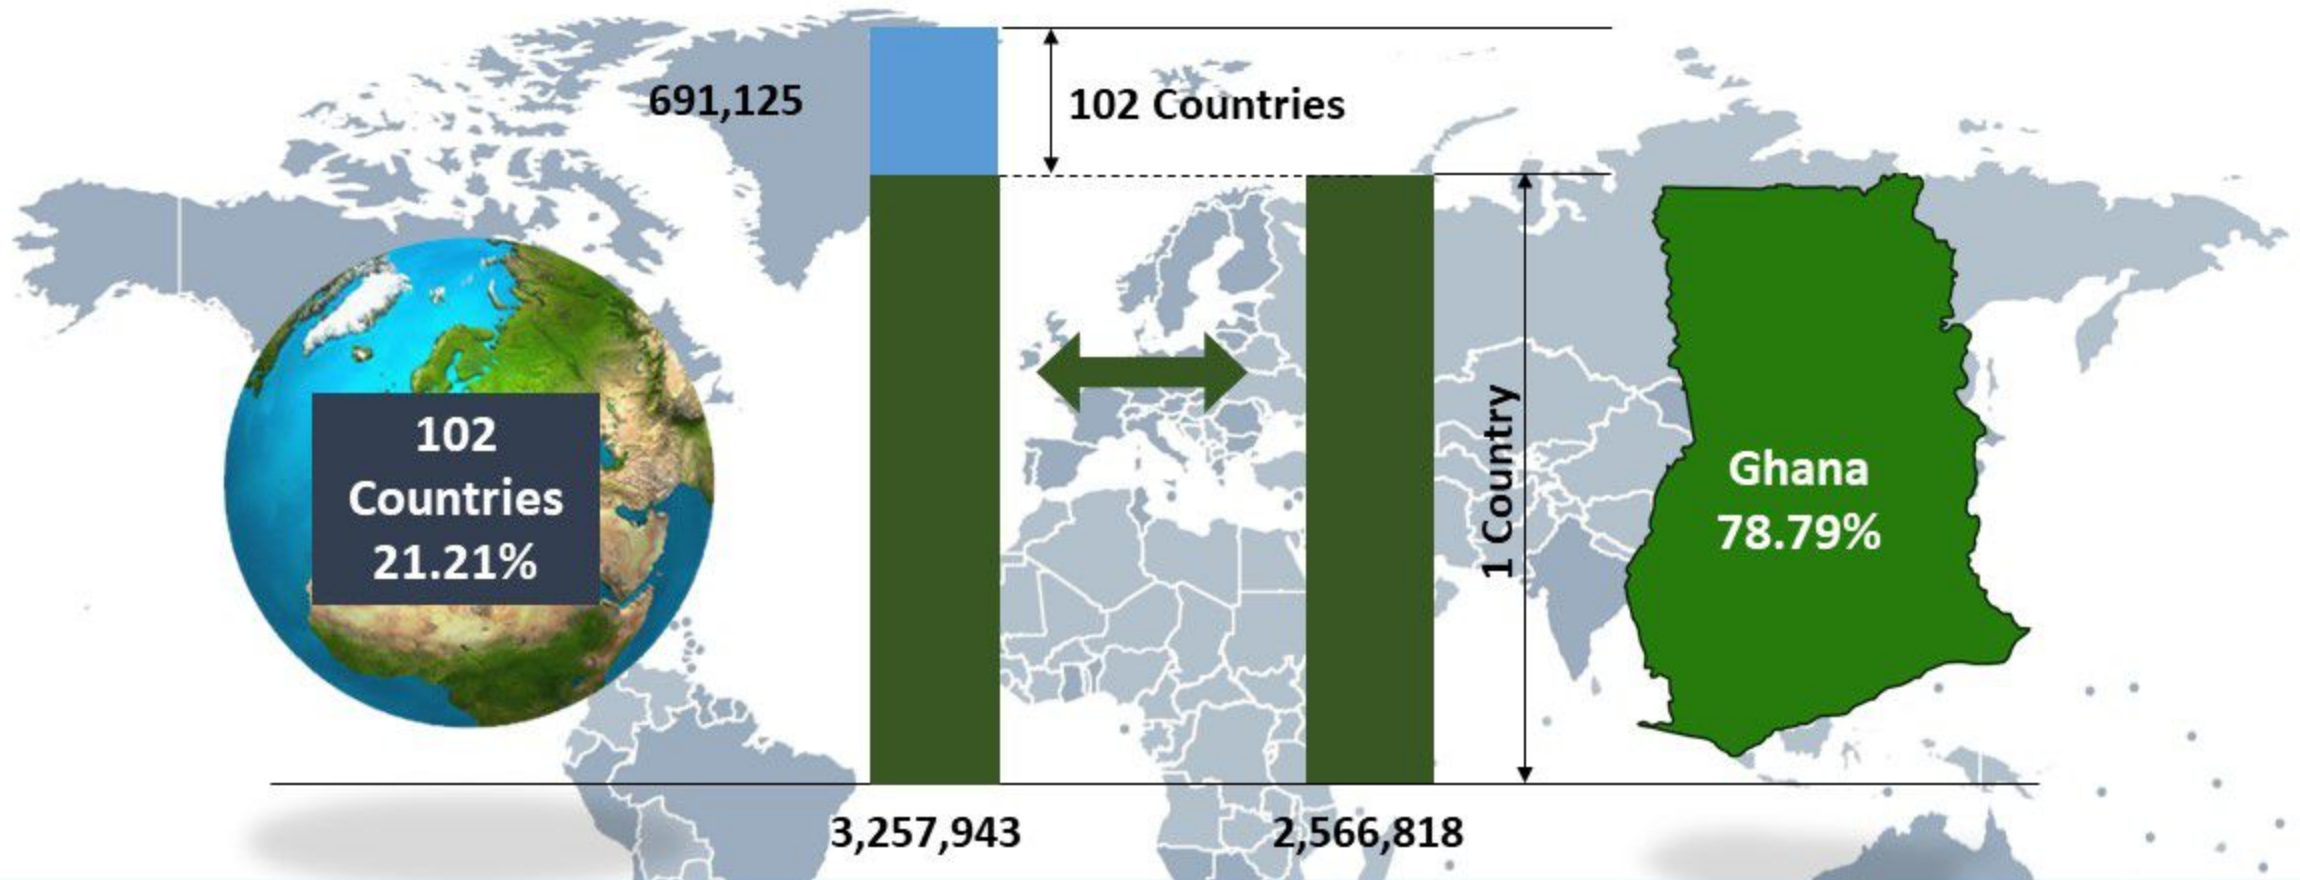 691,125
102 Countries
102
Countries
21.21%
1 Country
Ghana
78.79%
3,257,943
2,566,818